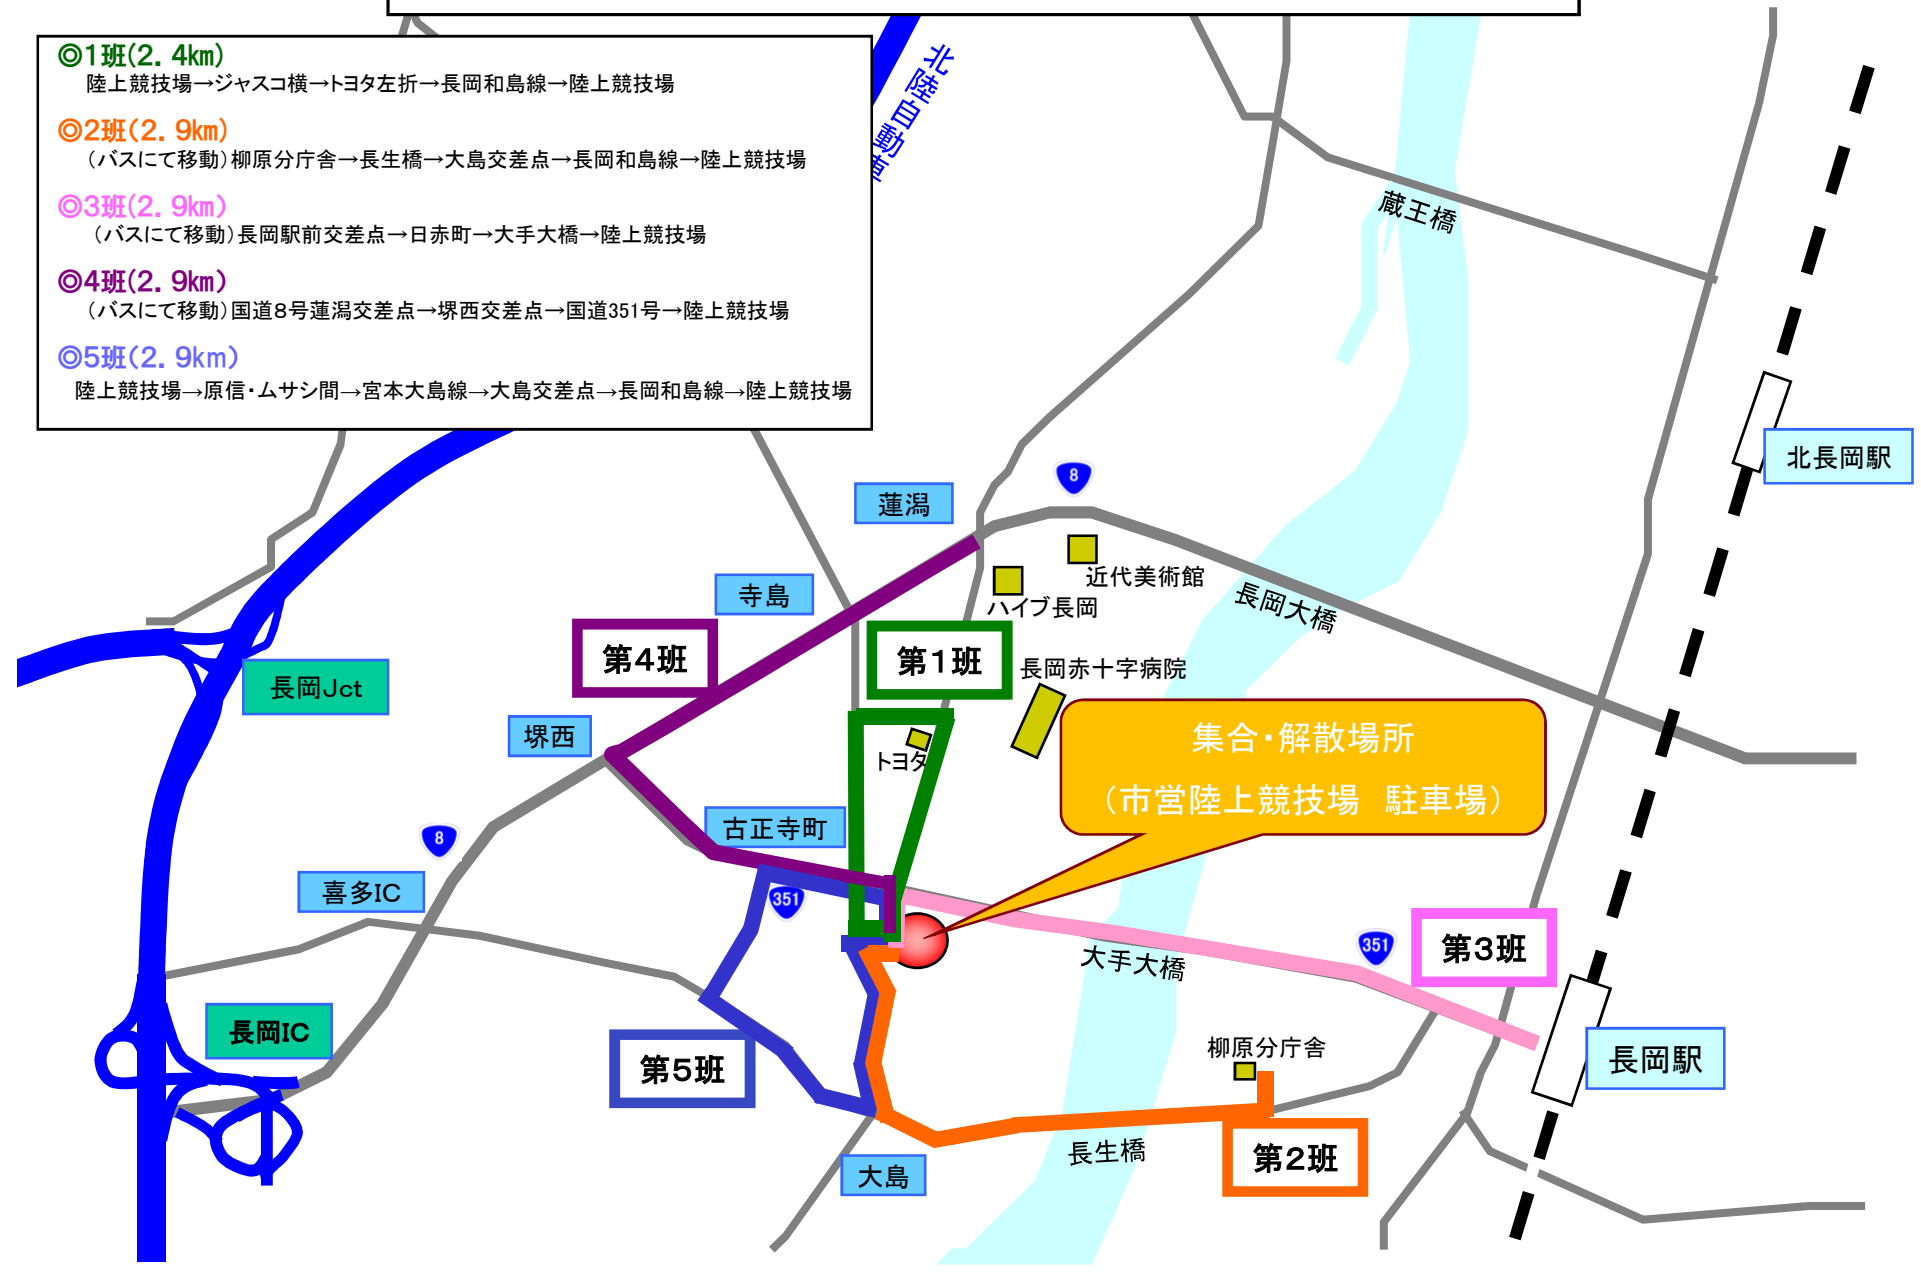 ◎1班(2．4km)
陸上競技場→ジャスコ横→トヨタ左折→長岡和島線→陸上競技場
◎2班(2．9km)
(バスにて移動)柳原分庁舎→長生橋→大島交差点→長岡和島線→陸上競技場
◎3班(2．9km)
(バスにて移動)長岡駅前交差点→日赤町→大手大橋→陸上競技場
◎4班(2．9km)
(バスにて移動)国道8号蓮潟交差点→堺西交差点→国道351号→陸上競技場
◎5班(2．9km)
陸上競技場→原信・ムサシ間→宮本大島線→大島交差点→長岡和島線→陸上競技場
北陸自動車
蔵王橋
北長岡駅
8
蓮潟
近代美術館
寺島
ハイブ長岡
長岡大橋
第4班
第1班
長岡赤十字病院
長岡Jct
堺西
トヨタ
集合・解散場所
(市営陸上競技場　駐車場)
古正寺町
8
喜多IC
351
351
第3班
大手大橋
長岡IC
第5班
柳原分庁舎
長岡駅
長生橋
第2班
大島